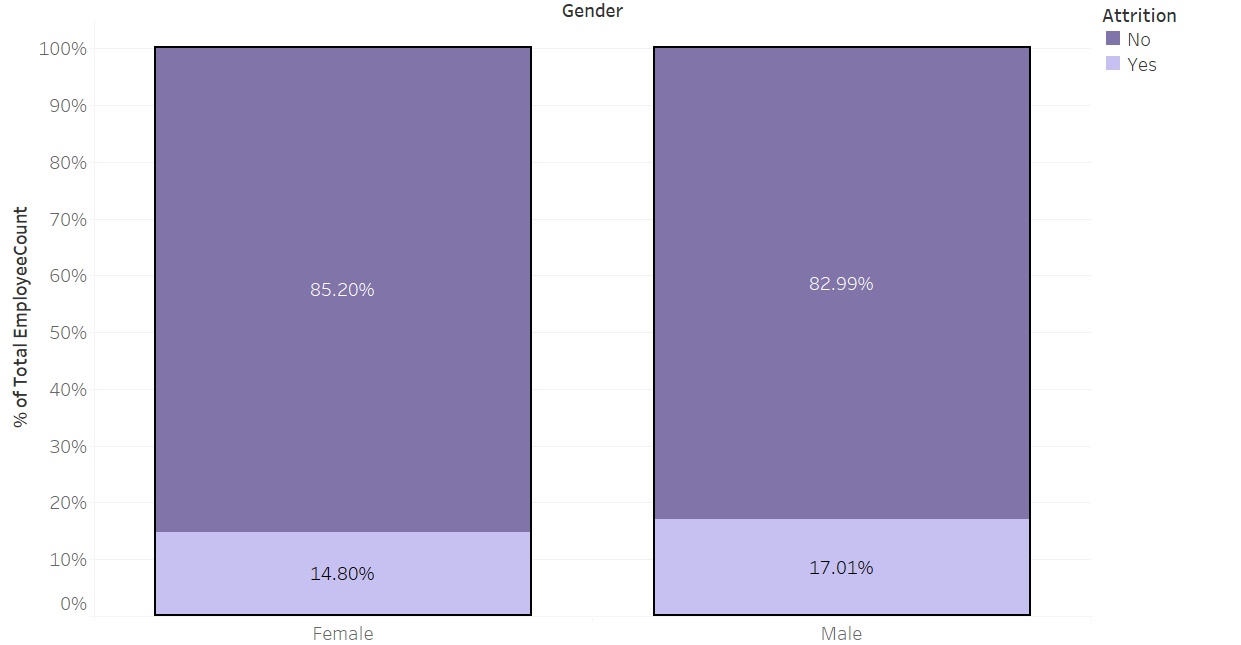 Gender
Attrition
No
Yes
% of Total EmployeeCount
100%
90%
80%
70%
60%
50%
40%
30%
20%
10%
0%
85.20%
82.99%
14.80%
17.01%
Female
Male